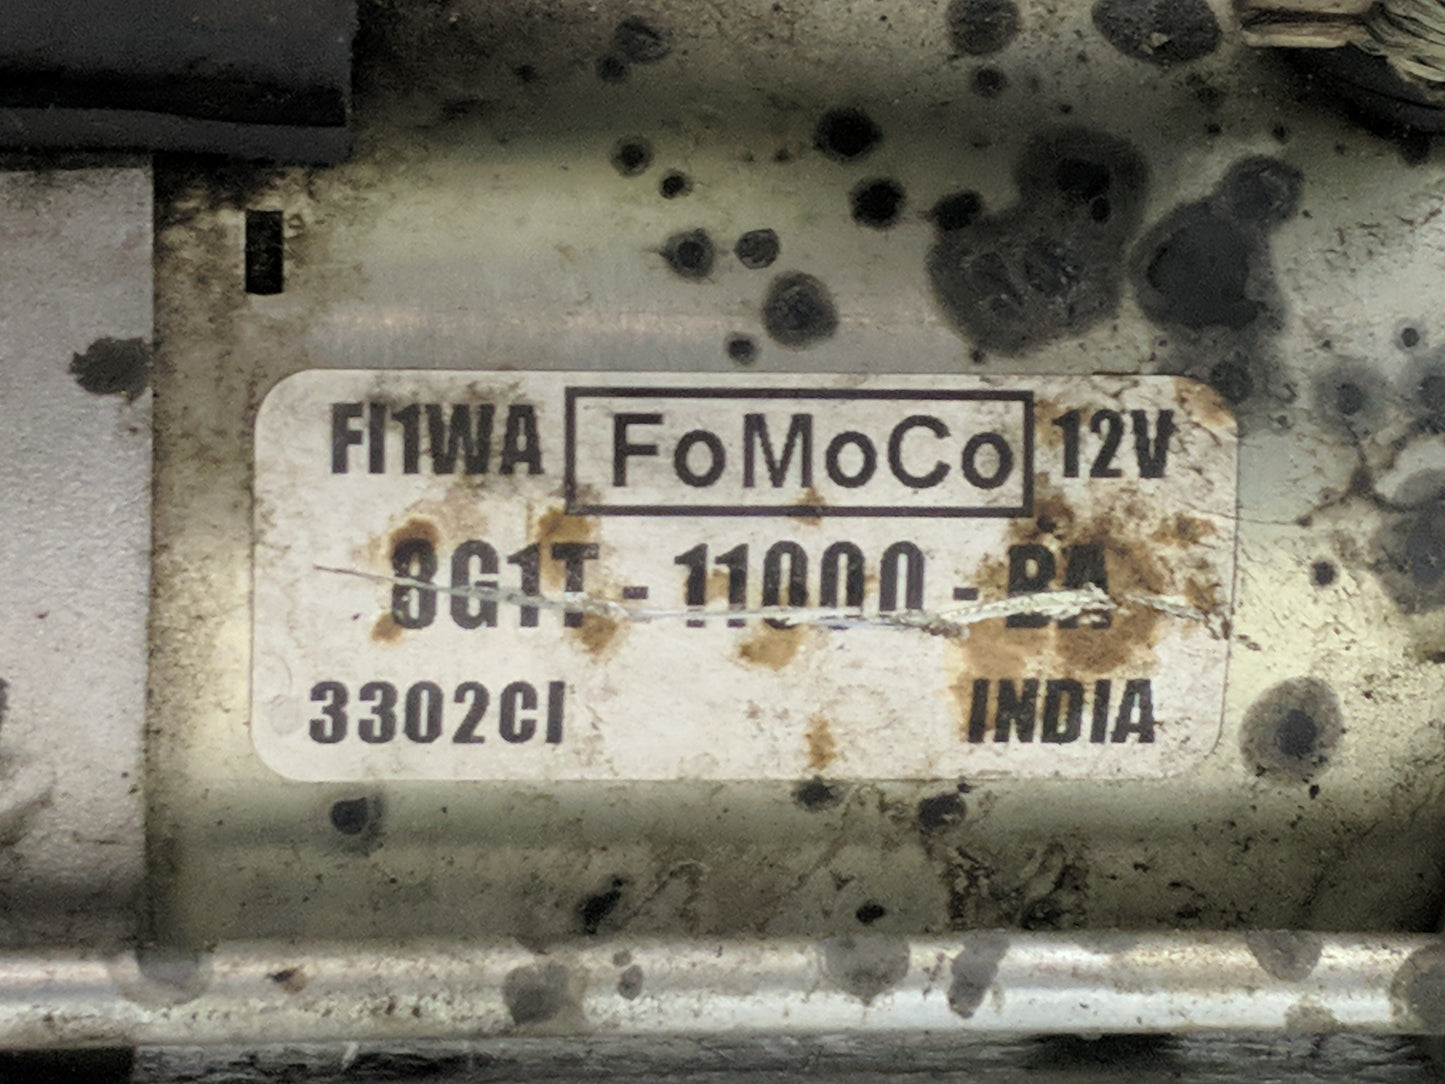 FI1WA FoMoCo 12V
8G1T - 11000 - BA
3302CI INDIA